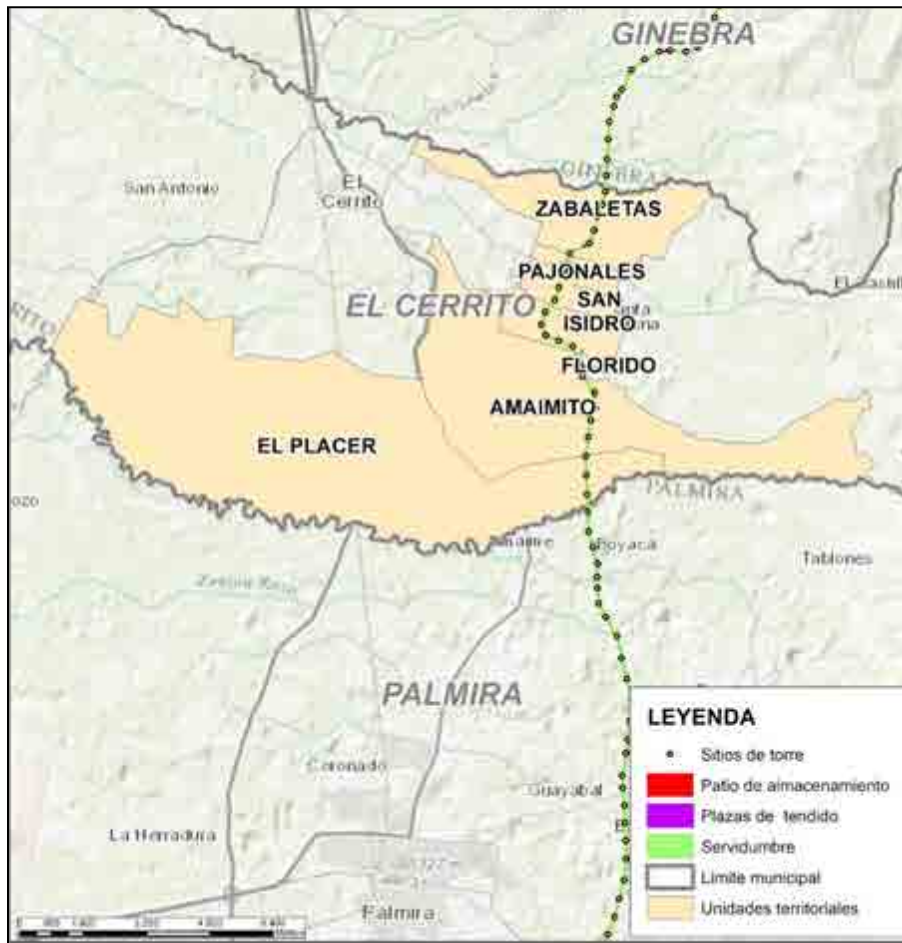 GINEBRA
GINEBRA
San Antonio
El
Cerrito
ZABALETAS
PAJONALES
EL CERRITO
SAN
ISIDRO
FLORIDO
AMAIMITO
EL PLACER
PALMIRA
Boyacá
Tablones
PALMIRA
Coronado
Guayabal
La Herradura
Palmira
LEYENDA
Sitios de torre
Patio de almacenamiento
Plazas de tendido
Servidumbre
Limite municipal
Unidades territoriales